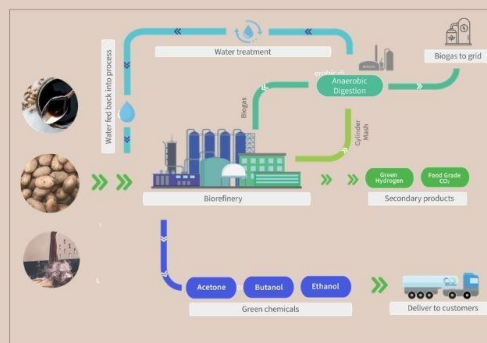 Water treatment
Biogas to grid
Water fed back into process
Anaerobic
Digestion
Biogas
Cylinder
Mash
Biorefinery
Green
Hydrogen
Food Grade
CO₂
Secondary products
Acetone
Butanol
Ethanol
Green chemicals
Deliver to customers